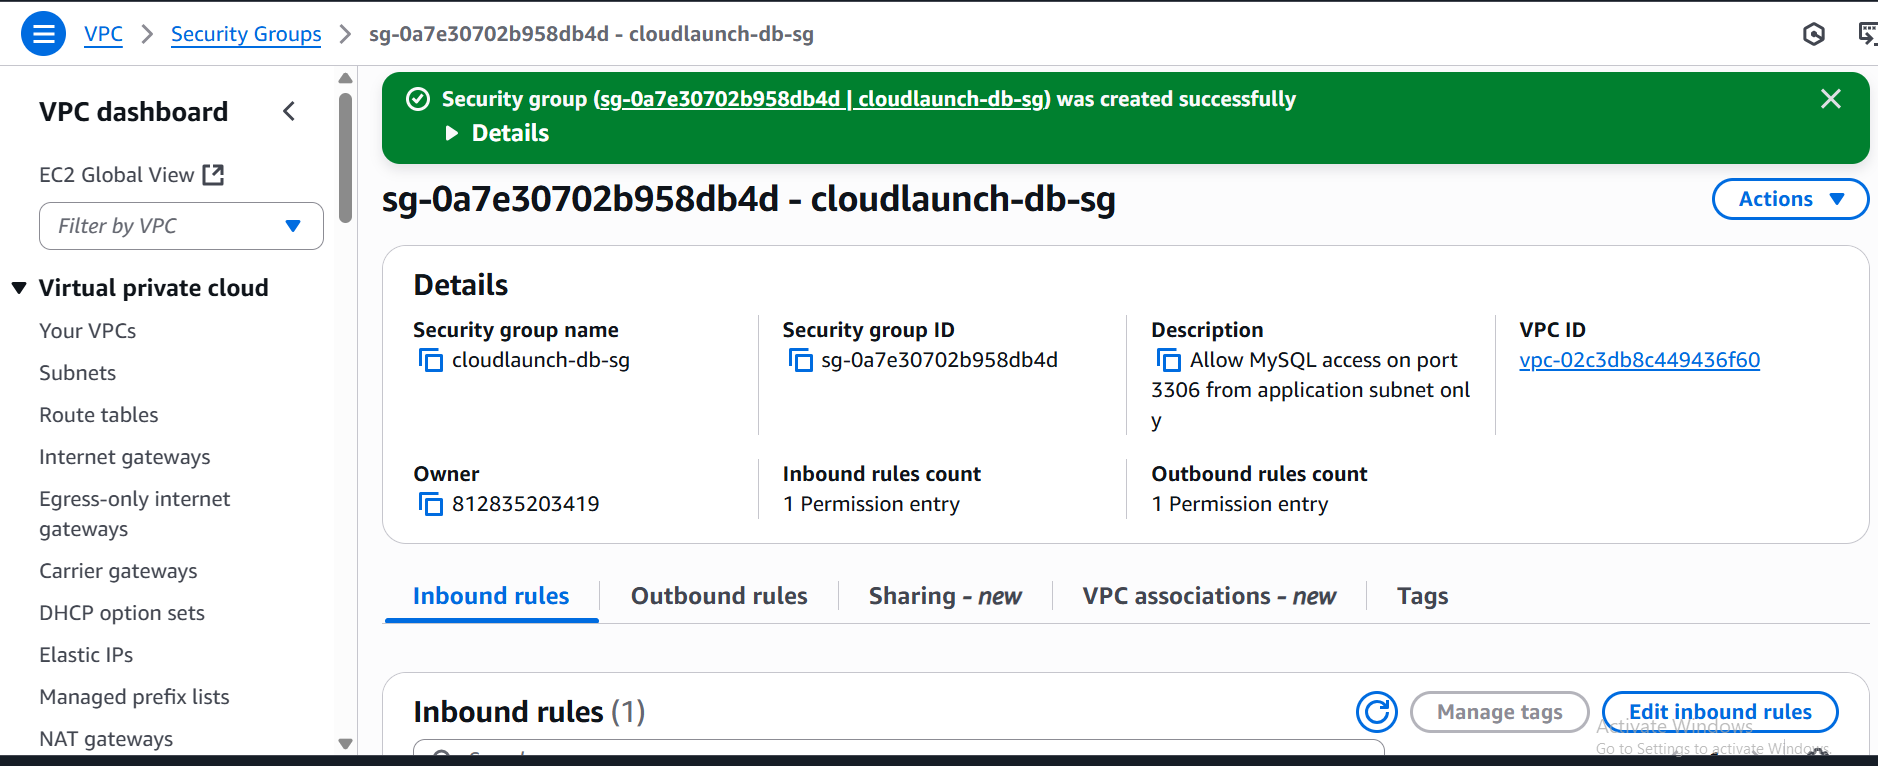 VPC > Security Groups > sg-0a7e30702b958db4d - cloudlaunch-db-sg
VPC dashboard
EC2 Global View
Filter by VPC
Virtual private cloud
Your VPCs
Subnets
Route tables
Internet gateways
Egress-only internet
gateways
Carrier gateways
DHCP option sets
Elastic IPs
Managed prefix lists
NAT gateways
Security group (sg-0a7e30702b958db4d | cloudlaunch-db-sg) was created successfully
Details
sg-0a7e30702b958db4d - cloudlaunch-db-sg
Actions
Details
Security group name
cloudlaunch-db-sg
Security group ID
sg-0a7e30702b958db4d
Description
Allow MySQL access on port
3306 from application subnet onl
y
VPC ID
vpc-02c3db8c449436f60
Owner
812835203419
Inbound rules count
1 Permission entry
Outbound rules count
1 Permission entry
Inbound rules
Outbound rules
Sharing - new
VPC associations - new
Tags
Inbound rules (1)
Manage tags
Edit inbound rules
Activate Windows
Go to Settings to activate Windows.